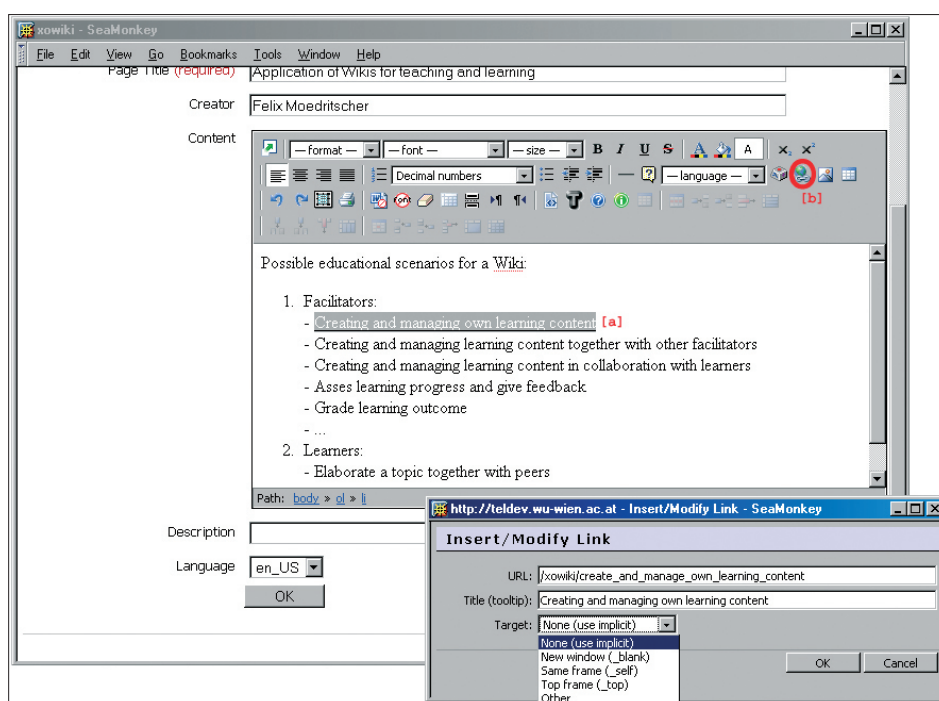 xowiki - SeaMonkey
File Edit View Go Bookmarks Tools Window Help
Page Title (required) Application of Wikis for teaching and learning
Creator Felix Moedritscher
Content
— format — — font — — size — B I U S A A x₂ x²
Decimal numbers — language —
[b]
Possible educational scenarios for a Wiki:
1. Facilitators:
- Creating and managing own learning content [a]
- Creating and managing learning content together with other facilitators
- Creating and managing learning content in collaboration with learners
- Asses learning progress and give feedback
- Grade learning outcome
- ...
2. Learners:
- Elaborate a topic together with peers
Path: body » ol » li
Description
Language en_US
OK
http://teldev.wu-wien.ac.at - Insert/Modify Link - SeaMonkey
Insert/Modify Link
URL: /xowiki/create_and_manage_own_learning_content
Title (tooltip): Creating and managing own learning content
Target: None (use implicit)
None (use implicit)
New window (_blank)
Same frame (_self)
Top frame (_top)
Other
OK Cancel